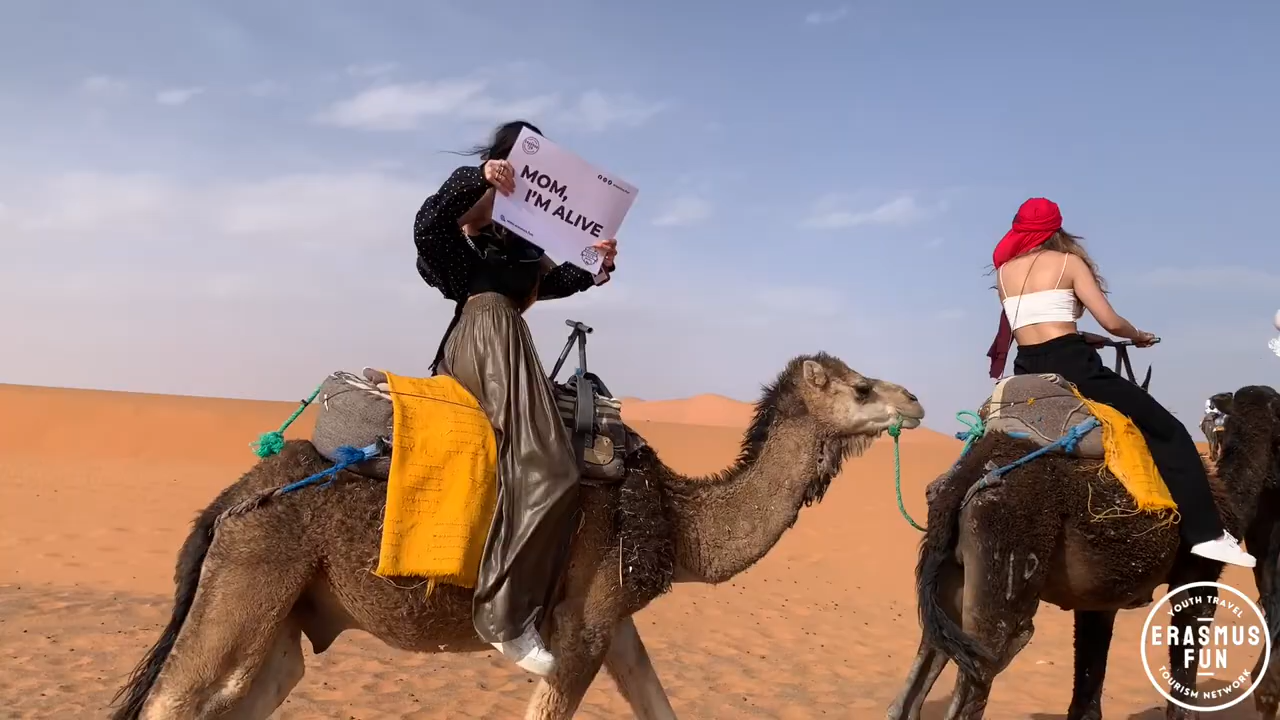 MOM,
I'M ALIVE
YOUTH TRAVEL
ERASMUS
FUN
TOURISM NETWORK